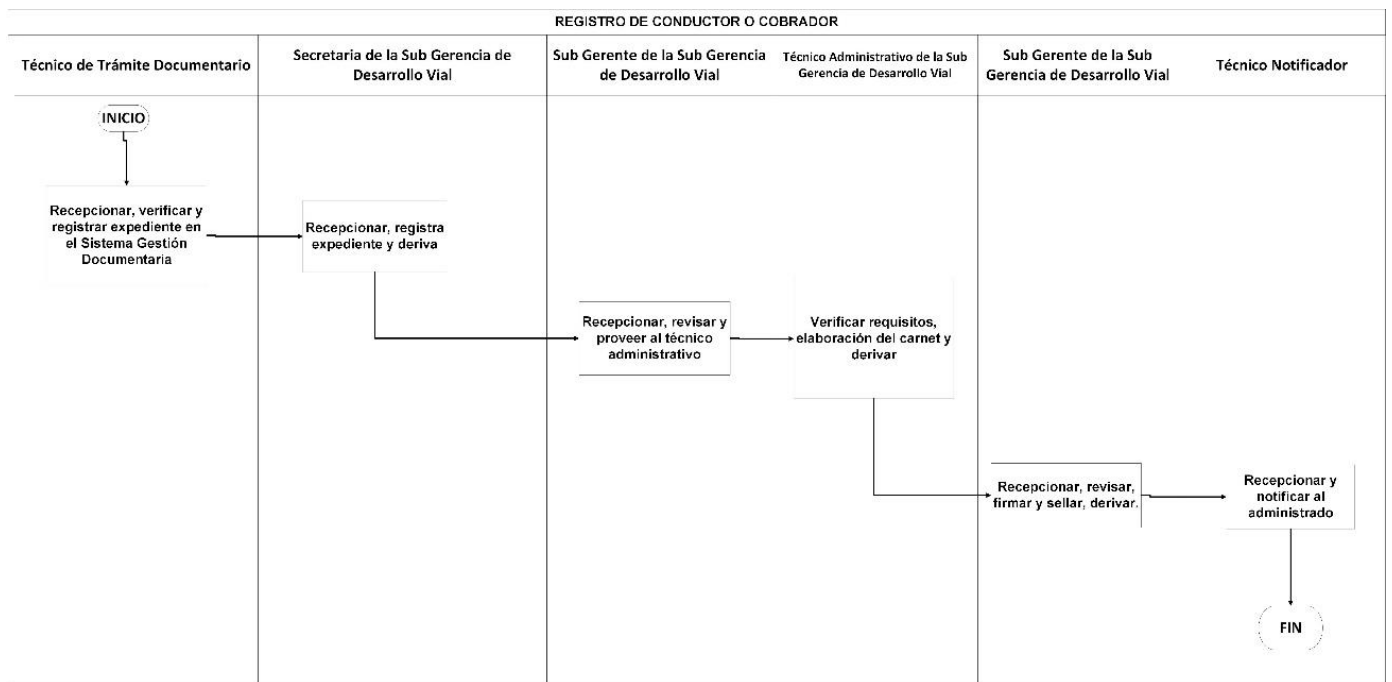 REGISTRO DE CONDUCTOR O COBRADOR
Técnico de Trámite Documentario
Secretaria de la Sub Gerencia de
Desarrollo Vial
Sub Gerente de la Sub Gerencia
de Desarrollo Vial
Técnico Administrativo de la Sub
Gerencia de Desarrollo Vial
Sub Gerente de la Sub
Gerencia de Desarrollo Vial
Técnico Notificador
INICIO
Recepcionar, verificar y
registrar expediente en
el Sistema Gestión
Documentaria
Recepcionar, registra
expediente y deriva
Recepcionar, revisar y
proveer al técnico
administrativo
Verificar requisitos,
elaboración del carnet y
derivar
Recepcionar, revisar,
firmar y sellar, derivar.
Recepcionar y
notificar al
administrado
FIN